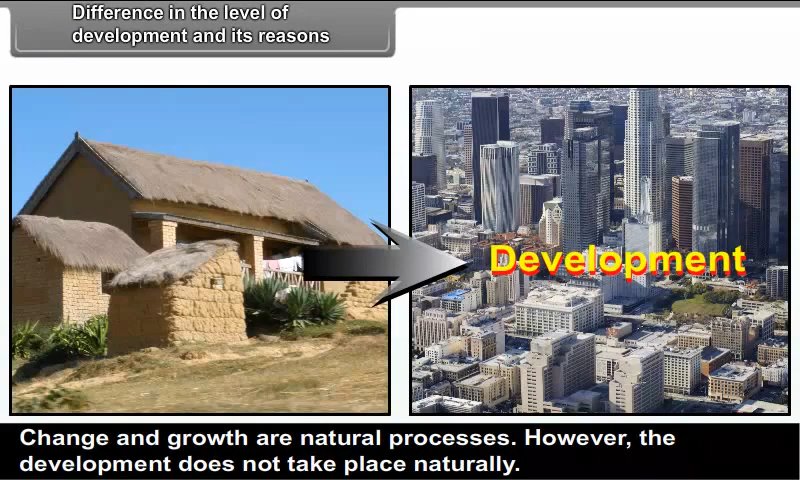 Difference in the level of
development and its reasons
Development
Change and growth are natural processes. However, the
development does not take place naturally.